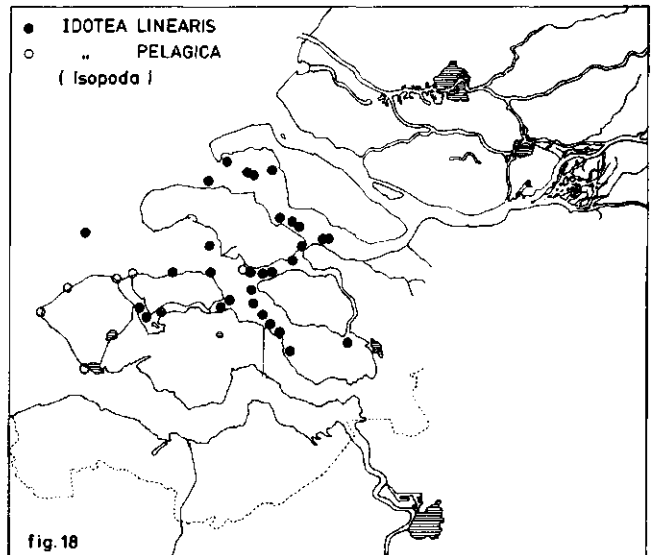 ● IDOTEA LINEARIS
○ „ PELAGICA
( Isopoda )
fig. 18